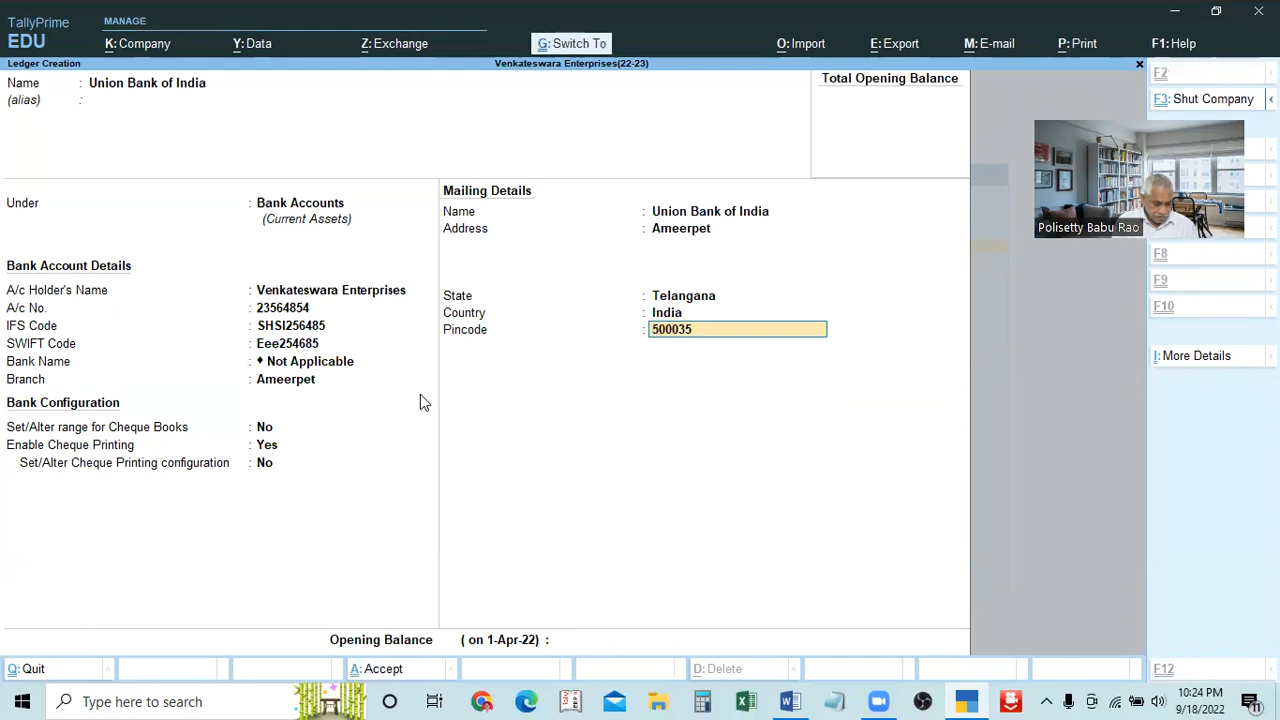 TallyPrime
EDU
MANAGE
K: Company
Y: Data
Z: Exchange
G: Switch To
O: Import
E: Export
M: E-mail
P: Print
F1: Help
Ledger Creation
Venkateswara Enterprises(22-23)
Name : Union Bank of India
(alias) :
Total Opening Balance
F2
F3: Shut Company
Polisetty Babu Rao
Under : Bank Accounts
(Current Assets)
Bank Account Details
A/c Holder's Name : Venkateswara Enterprises
A/c No. : 23564854
IFS Code : SHSI256485
SWIFT Code : Eee254685
Bank Name : ♦ Not Applicable
Branch : Ameerpet
Bank Configuration
Set/Alter range for Cheque Books : No
Enable Cheque Printing : Yes
Set/Alter Cheque Printing configuration : No
Mailing Details
Name : Union Bank of India
Address : Ameerpet
State : Telangana
Country : India
Pincode : 500035
F8
F9
F10
I: More Details
Opening Balance ( on 1-Apr-22) :
Q: Quit
A: Accept
D: Delete
F12
Type here to search
10:24 PM
9/18/2022